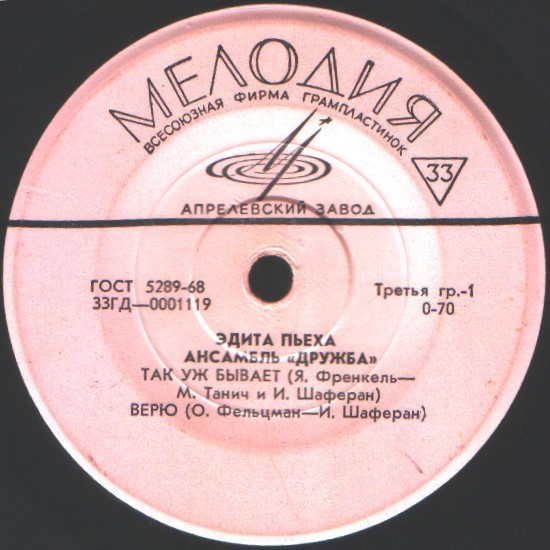 МЕЛОДИЯ
ВСЕСОЮЗНАЯ ФИРМА ГРАМПЛАСТИНОК
33
АПРЕЛЕВСКИЙ ЗАВОД
ГОСТ 5289-68
Третья гр.-1
33ГД—0001119
0-70
ЭДИТА ПЬЕХА
АНСАМБЛЬ «ДРУЖБА»
ТАК УЖ БЫВАЕТ (Я. Френкель—
М. Танич и И. Шаферан)
ВЕРЮ (О. Фельцман—И. Шаферан)